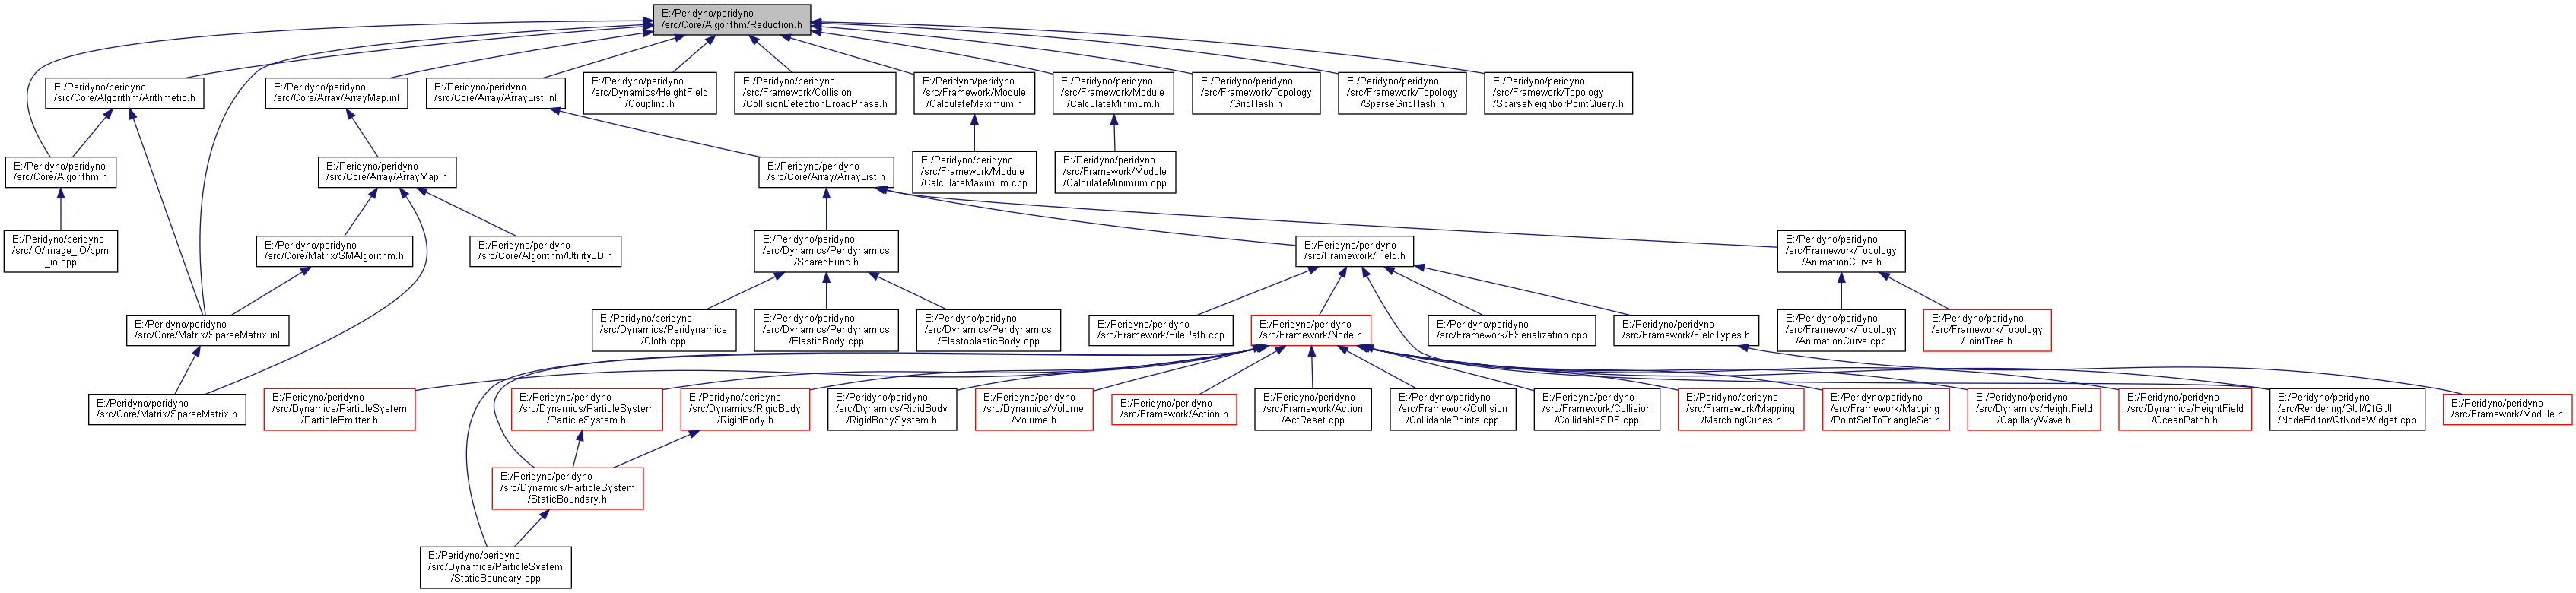 E:/Peridyno/peridyno
/src/Core/Algorithm/Reduction.h
E:/Peridyno/peridyno
/src/Core/Algorithm/Arithmetic.h
E:/Peridyno/peridyno
/src/Core/Array/ArrayMap.inl
E:/Peridyno/peridyno
/src/Core/Array/ArrayList.inl
E:/Peridyno/peridyno
/src/Dynamics/HeightField
/Coupling.h
E:/Peridyno/peridyno
/src/Framework/Collision
/CollisionDetectionBroadPhase.h
E:/Peridyno/peridyno
/src/Framework/Module
/CalculateMaximum.h
E:/Peridyno/peridyno
/src/Framework/Module
/CalculateMinimum.h
E:/Peridyno/peridyno
/src/Framework/Topology
/GridHash.h
E:/Peridyno/peridyno
/src/Framework/Topology
/SparseGridHash.h
E:/Peridyno/peridyno
/src/Framework/Topology
/SparseNeighborPointQuery.h
E:/Peridyno/peridyno
/src/Core/Algorithm.h
E:/Peridyno/peridyno
/src/Core/Array/ArrayMap.h
E:/Peridyno/peridyno
/src/Core/Array/ArrayList.h
E:/Peridyno/peridyno
/src/Framework/Module
/CalculateMaximum.cpp
E:/Peridyno/peridyno
/src/Framework/Module
/CalculateMinimum.cpp
E:/Peridyno/peridyno
/src/IO/Image_IO/ppm
_io.cpp
E:/Peridyno/peridyno
/src/Core/Matrix/SMAlgorithm.h
E:/Peridyno/peridyno
/src/Core/Algorithm/Utility3D.h
E:/Peridyno/peridyno
/src/Dynamics/Peridynamics
/SharedFunc.h
E:/Peridyno/peridyno
/src/Framework/Field.h
E:/Peridyno/peridyno
/src/Framework/Topology
/AnimationCurve.h
E:/Peridyno/peridyno
/src/Core/Matrix/SparseMatrix.inl
E:/Peridyno/peridyno
/src/Dynamics/Peridynamics
/Cloth.cpp
E:/Peridyno/peridyno
/src/Dynamics/Peridynamics
/ElasticBody.cpp
E:/Peridyno/peridyno
/src/Dynamics/Peridynamics
/ElastoplasticBody.cpp
E:/Peridyno/peridyno
/src/Framework/FilePath.cpp
E:/Peridyno/peridyno
/src/Framework/Node.h
E:/Peridyno/peridyno
/src/Framework/FSerialization.cpp
E:/Peridyno/peridyno
/src/Framework/FieldTypes.h
E:/Peridyno/peridyno
/src/Framework/Topology
/AnimationCurve.cpp
E:/Peridyno/peridyno
/src/Framework/Topology
/JointTree.h
E:/Peridyno/peridyno
/src/Core/Matrix/SparseMatrix.h
E:/Peridyno/peridyno
/src/Dynamics/ParticleSystem
/ParticleEmitter.h
E:/Peridyno/peridyno
/src/Dynamics/ParticleSystem
/ParticleSystem.h
E:/Peridyno/peridyno
/src/Dynamics/RigidBody
/RigidBody.h
E:/Peridyno/peridyno
/src/Dynamics/RigidBody
/RigidBodySystem.h
E:/Peridyno/peridyno
/src/Dynamics/Volume
/Volume.h
E:/Peridyno/peridyno
/src/Framework/Action.h
E:/Peridyno/peridyno
/src/Framework/Action
/ActReset.cpp
E:/Peridyno/peridyno
/src/Framework/Collision
/CollidablePoints.cpp
E:/Peridyno/peridyno
/src/Framework/Collision
/CollidableSDF.cpp
E:/Peridyno/peridyno
/src/Framework/Mapping
/MarchingCubes.h
E:/Peridyno/peridyno
/src/Framework/Mapping
/PointSetToTriangleSet.h
E:/Peridyno/peridyno
/src/Dynamics/HeightField
/CapillaryWave.h
E:/Peridyno/peridyno
/src/Dynamics/HeightField
/OceanPatch.h
E:/Peridyno/peridyno
/src/Rendering/GUI/QtGUI
/NodeEditor/QtNodeWidget.cpp
E:/Peridyno/peridyno
/src/Framework/Module.h
E:/Peridyno/peridyno
/src/Dynamics/ParticleSystem
/StaticBoundary.h
E:/Peridyno/peridyno
/src/Dynamics/ParticleSystem
/StaticBoundary.cpp